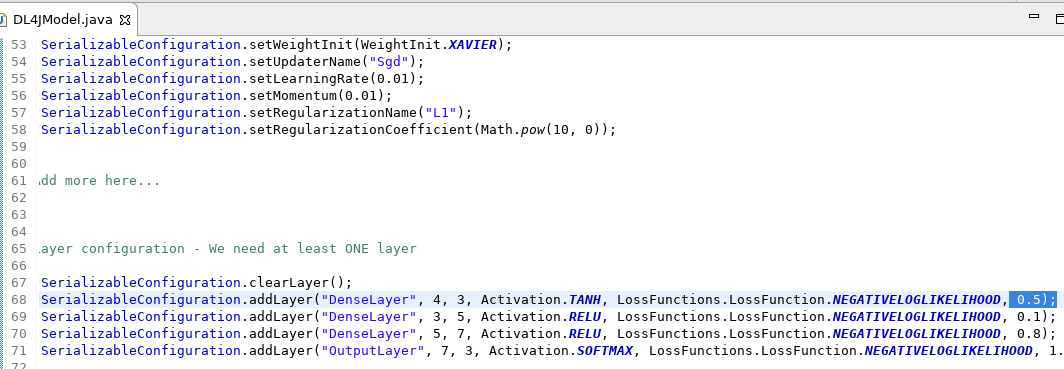 DL4JModel.java
53 SerializableConfiguration.setWeightInit(WeightInit.XAVIER);
54 SerializableConfiguration.setUpdaterName("Sgd");
55 SerializableConfiguration.setLearningRate(0.01);
56 SerializableConfiguration.setMomentum(0.01);
57 SerializableConfiguration.setRegularizationName("L1");
58 SerializableConfiguration.setRegularizationCoefficient(Math.pow(10, 0));
59
60
61 dd more here...
62
63
64
65 ayer configuration - We need at least ONE layer
66
67 SerializableConfiguration.clearLayer();
68 SerializableConfiguration.addLayer("DenseLayer", 4, 3, Activation.TANH, LossFunctions.LossFunction.NEGATIVELOGLIKELIHOOD, 0.5);
69 SerializableConfiguration.addLayer("DenseLayer", 3, 5, Activation.RELU, LossFunctions.LossFunction.NEGATIVELOGLIKELIHOOD, 0.1);
70 SerializableConfiguration.addLayer("DenseLayer", 5, 7, Activation.RELU, LossFunctions.LossFunction.NEGATIVELOGLIKELIHOOD, 0.8);
71 SerializableConfiguration.addLayer("OutputLayer", 7, 3, Activation.SOFTMAX, LossFunctions.LossFunction.NEGATIVELOGLIKELIHOOD, 1.
72